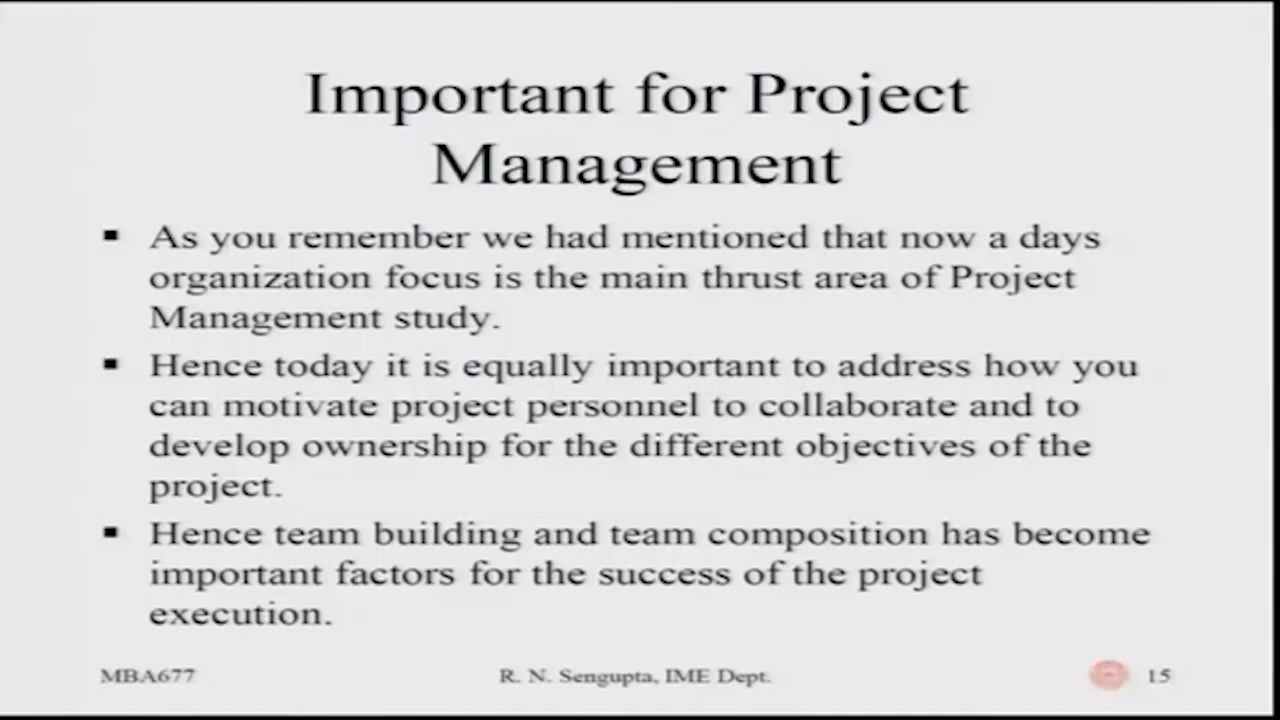 Important for Project
Management
▪ As you remember we had mentioned that now a days
organization focus is the main thrust area of Project
Management study.
▪ Hence today it is equally important to address how you
can motivate project personnel to collaborate and to
develop ownership for the different objectives of the
project.
▪ Hence team building and team composition has become
important factors for the success of the project
execution.
MBA677 R. N. Sengupta, IME Dept. 15